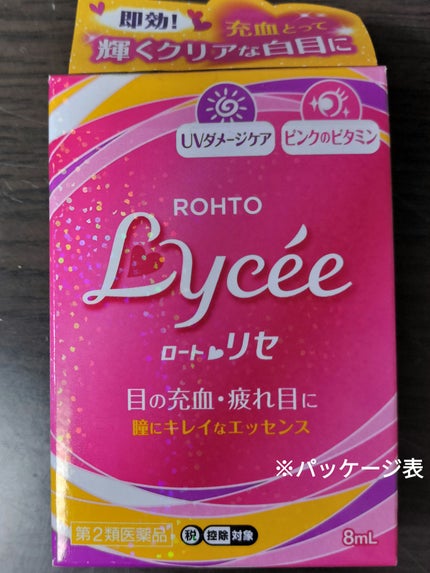 即効!
充血とって
輝くクリアな白目に
UVダメージケア
ピンクのビタミン
ROHTO
Lycée
ロートリセ
目の充血・疲れ目に
瞳にキレイなエッセンス
※パッケージ表
第2類医薬品
税 控除 対象
8mL